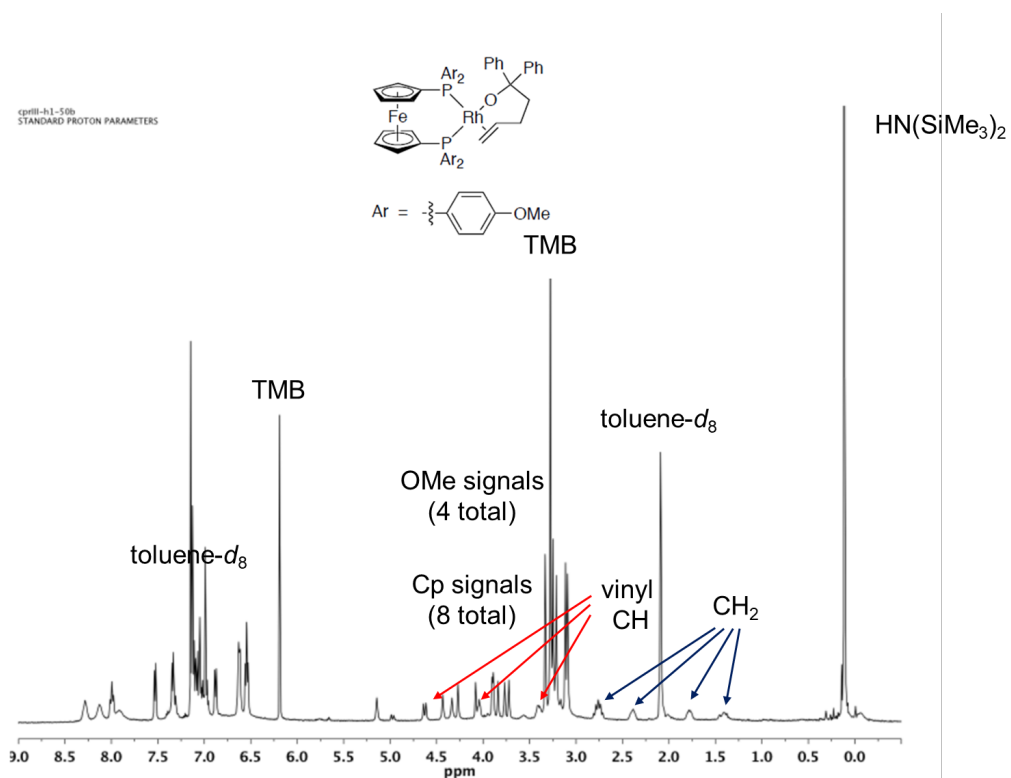 cprIII-h1-50b
STANDARD PROTON PARAMETERS
Ar2
P
Fe
P
Ar2
Rh
O
Ph
Ph
Ar =
OMe
HN(SiMe3)2
TMB
TMB
toluene-d8
OMe signals
(4 total)
toluene-d8
Cp signals
(8 total)
vinyl
CH
CH2
9.0 8.5 8.0 7.5 7.0 6.5 6.0 5.5 5.0 4.5 4.0 3.5 3.0 2.5 2.0 1.5 1.0 0.5 0.0
ppm